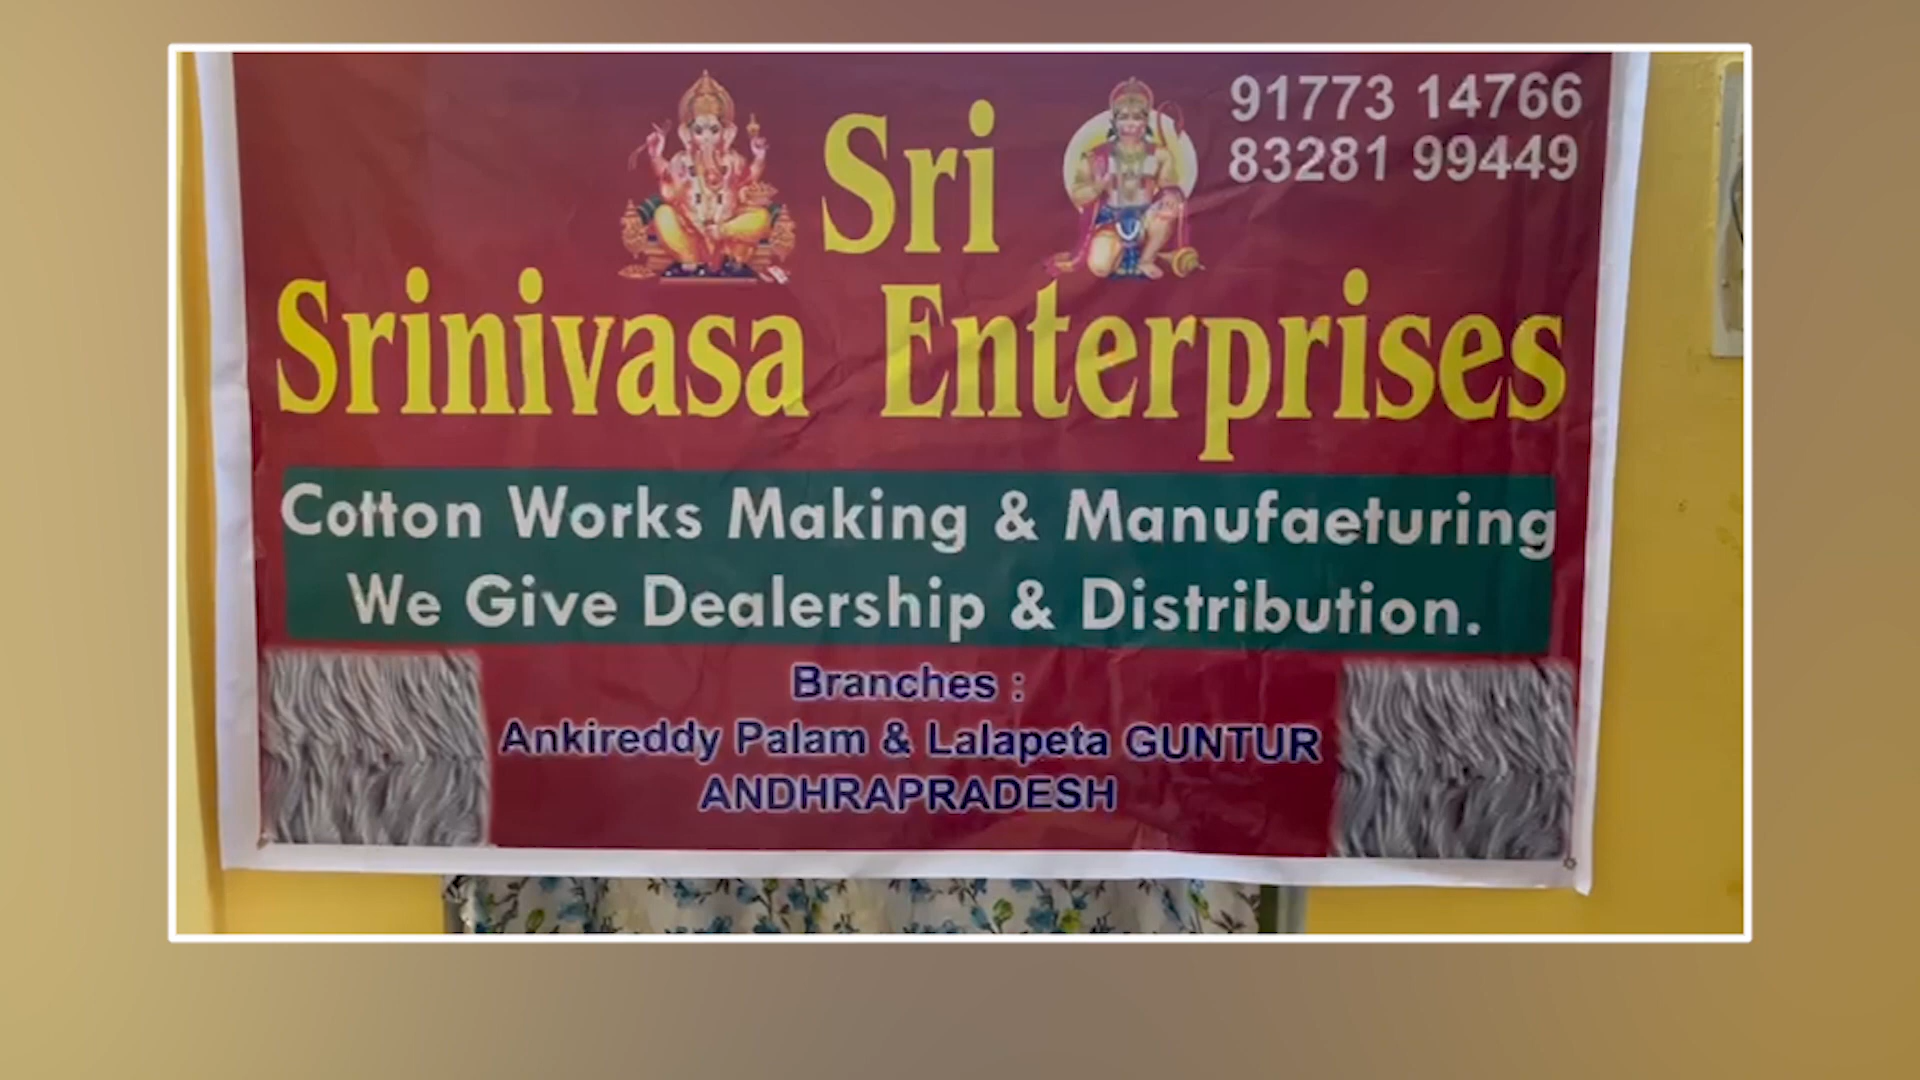 Sri
91773 14766
83281 99449
Srinivasa Enterprises
Cotton Works Making & Manufaeturing
We Give Dealership & Distribution.
Branches :
Ankireddy Palam & Lalapeta GUNTUR
ANDHRAPRADESH